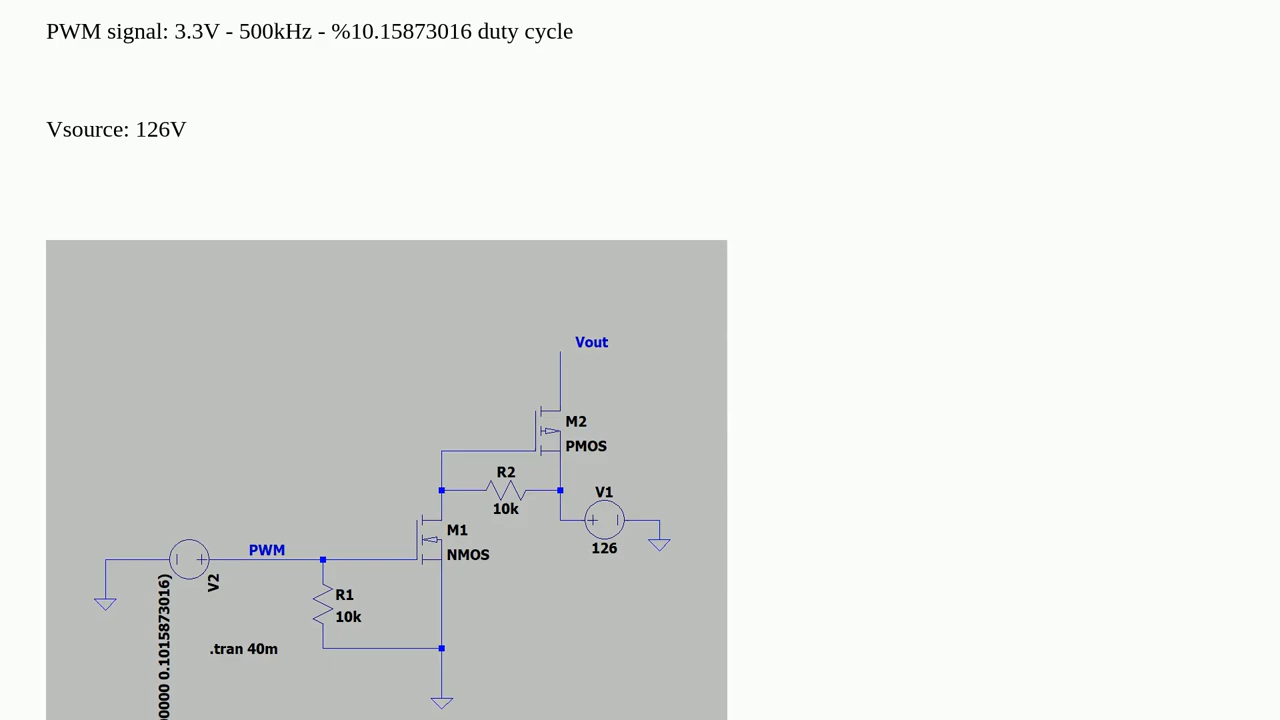 PWM signal: 3.3V - 500kHz - %10.15873016 duty cycle
Vsource: 126V
Vout
M2
PMOS
R2
10k
V1
126
M1
NMOS
PWM
V2
R1
10k
.tran 40m
00000 0.1015873016)